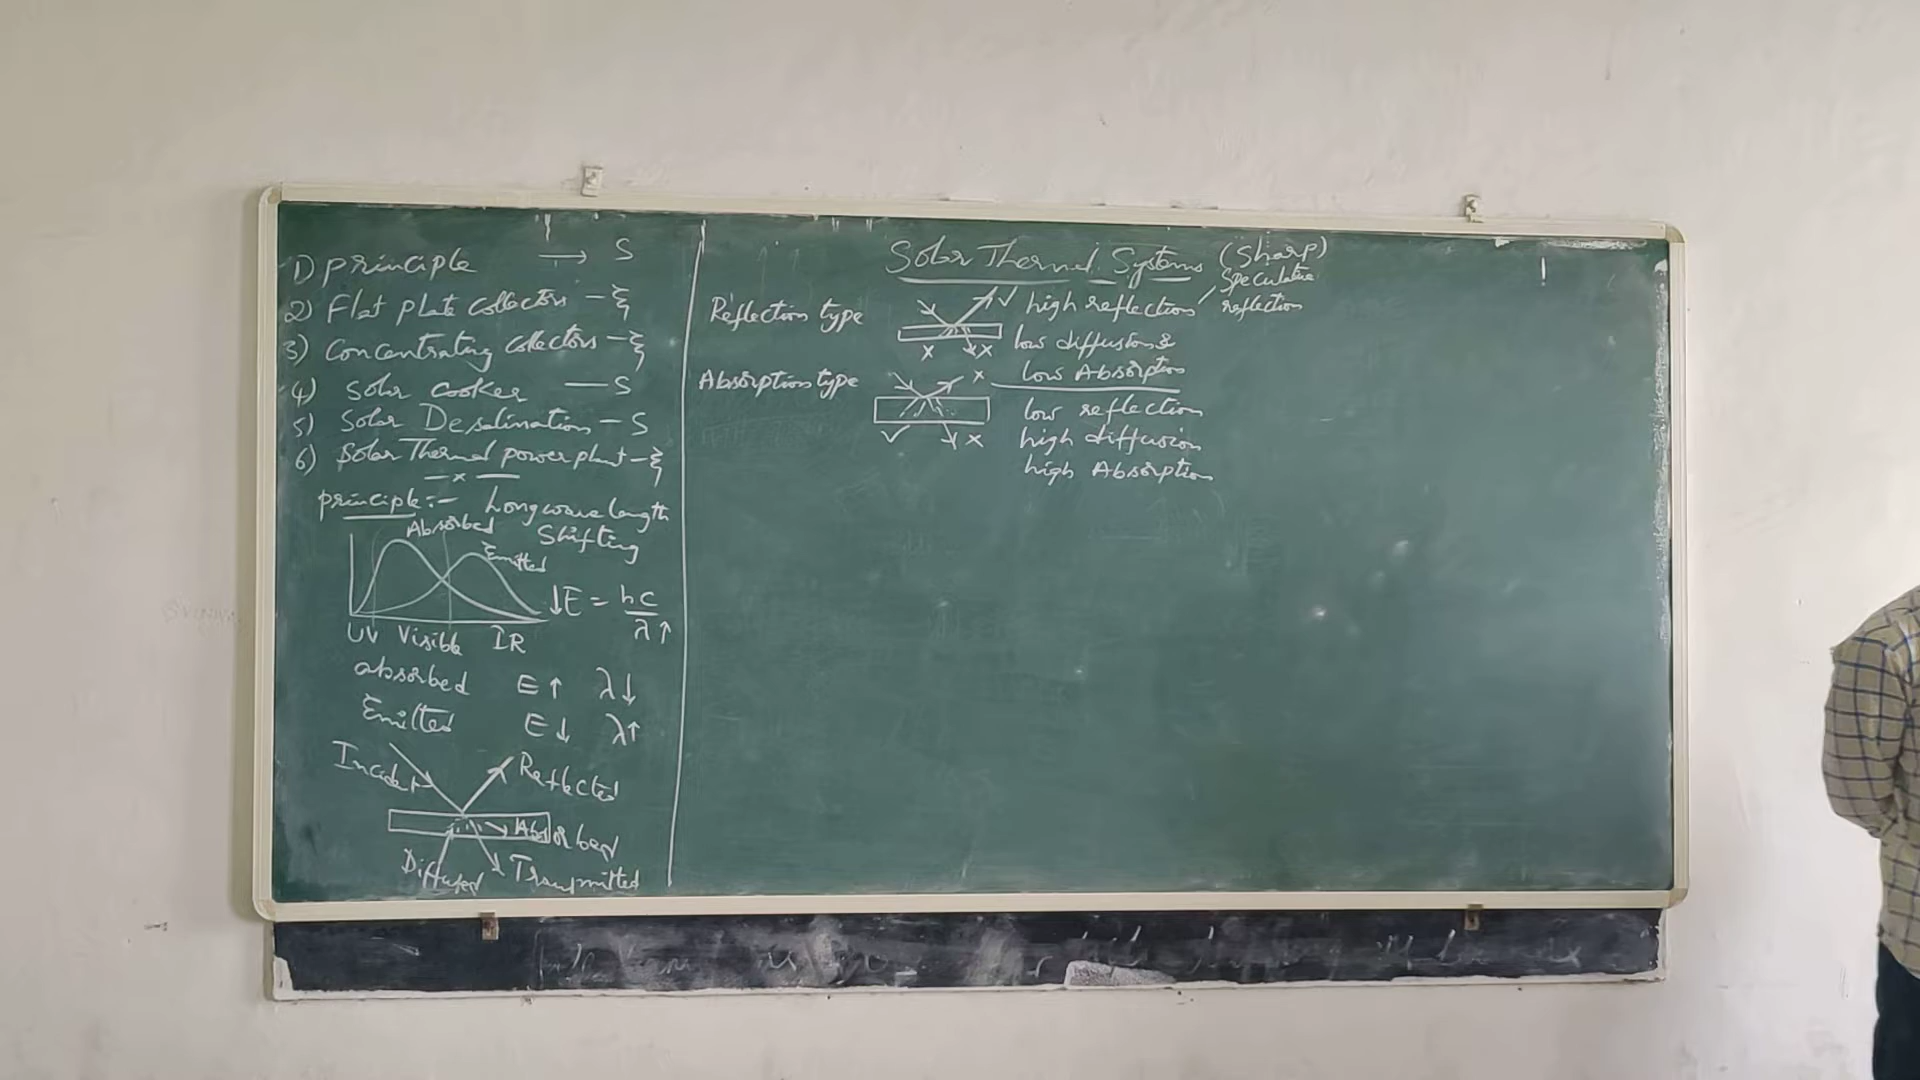 1) principle → S
2) Flat plate collectors - ξ
3) Concentrating collectors - ξ
4) Solar cooker - S
5) Solar Desalination - S
6) Solar Thermal power plant - ξ
- x -
principle:- Long wave length
Shifting
Absorbed
Emitted
UV Visible IR
↓E = hc/λ↑
absorbed E↑ λ↓
Emitted E↓ λ↑
Incident
Reflected
Absorbed
Diffused
Transmitted
Solar Thermal Systems (Sharp)
Reflection type ✓ high reflection / Speculative
reflection
x x low diffusion &
low Absorption
Absorption type x low reflection
✓ x high diffusion
high Absorption